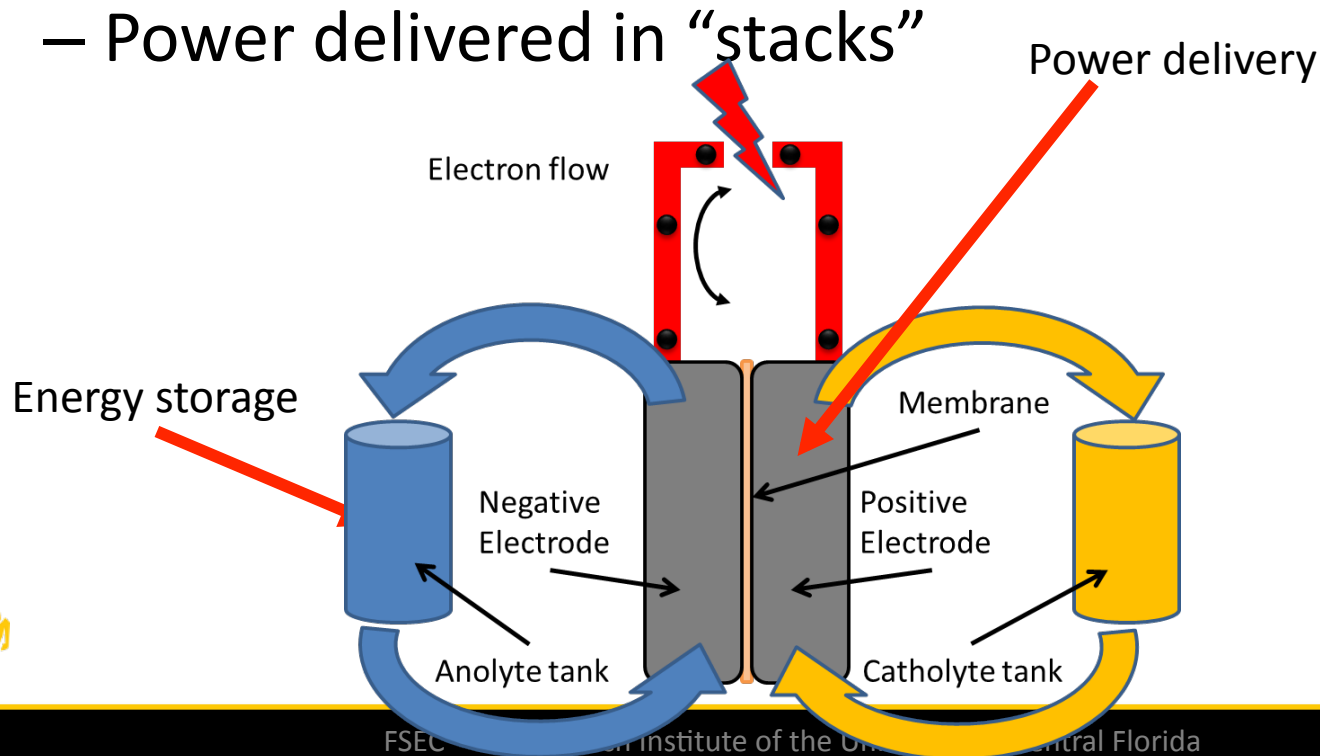 – Power delivered in “stacks”
Power delivery
Electron flow
Energy storage
Membrane
Negative
Electrode
Positive
Electrode
Anolyte tank
Catholyte tank
FSEC
Institute of the
Florida